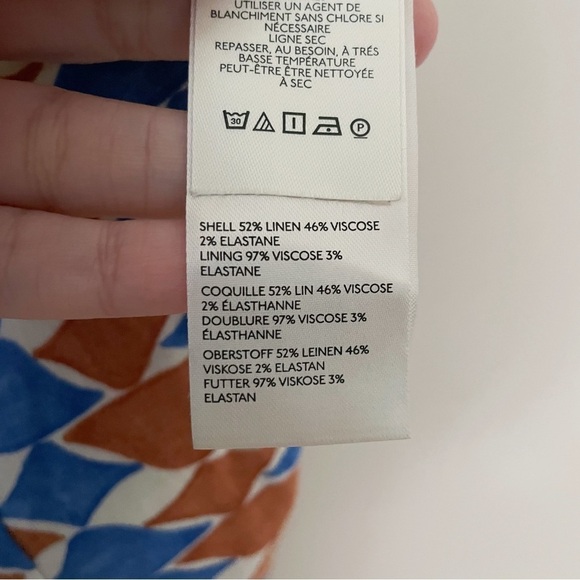 UTILISER UN AGENT DE
BLANCHIMENT SANS CHLORE SI
NÉCESSAIRE
LIGNE SEC
REPASSER, AU BESOIN, À TRÉS
BASSE TEMPÉRATURE
PEUT-ÊTRE ÊTRE NETTOYÉE
À SEC
30 P
SHELL 52% LINEN 46% VISCOSE
2% ELASTANE
LINING 97% VISCOSE 3%
ELASTANE
COQUILLE 52% LIN 46% VISCOSE
2% ÉLASTHANNE
DOUBLURE 97% VISCOSE 3%
ÉLASTHANNE
OBERSTOFF 52% LEINEN 46%
VISKOSE 2% ELASTAN
FUTTER 97% VISKOSE 3%
ELASTAN